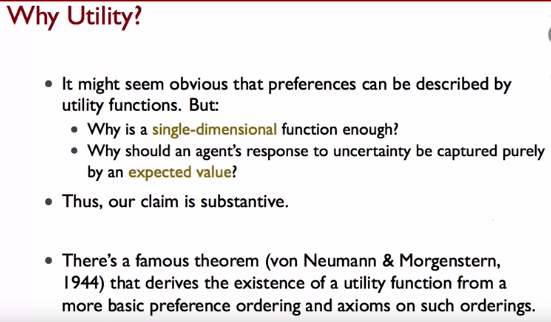 Why Utility?
• It might seem obvious that preferences can be described by
utility functions. But:
• Why is a single-dimensional function enough?
• Why should an agent's response to uncertainty be captured purely
by an expected value?
• Thus, our claim is substantive.
• There's a famous theorem (von Neumann & Morgenstern,
1944) that derives the existence of a utility function from a
more basic preference ordering and axioms on such orderings.